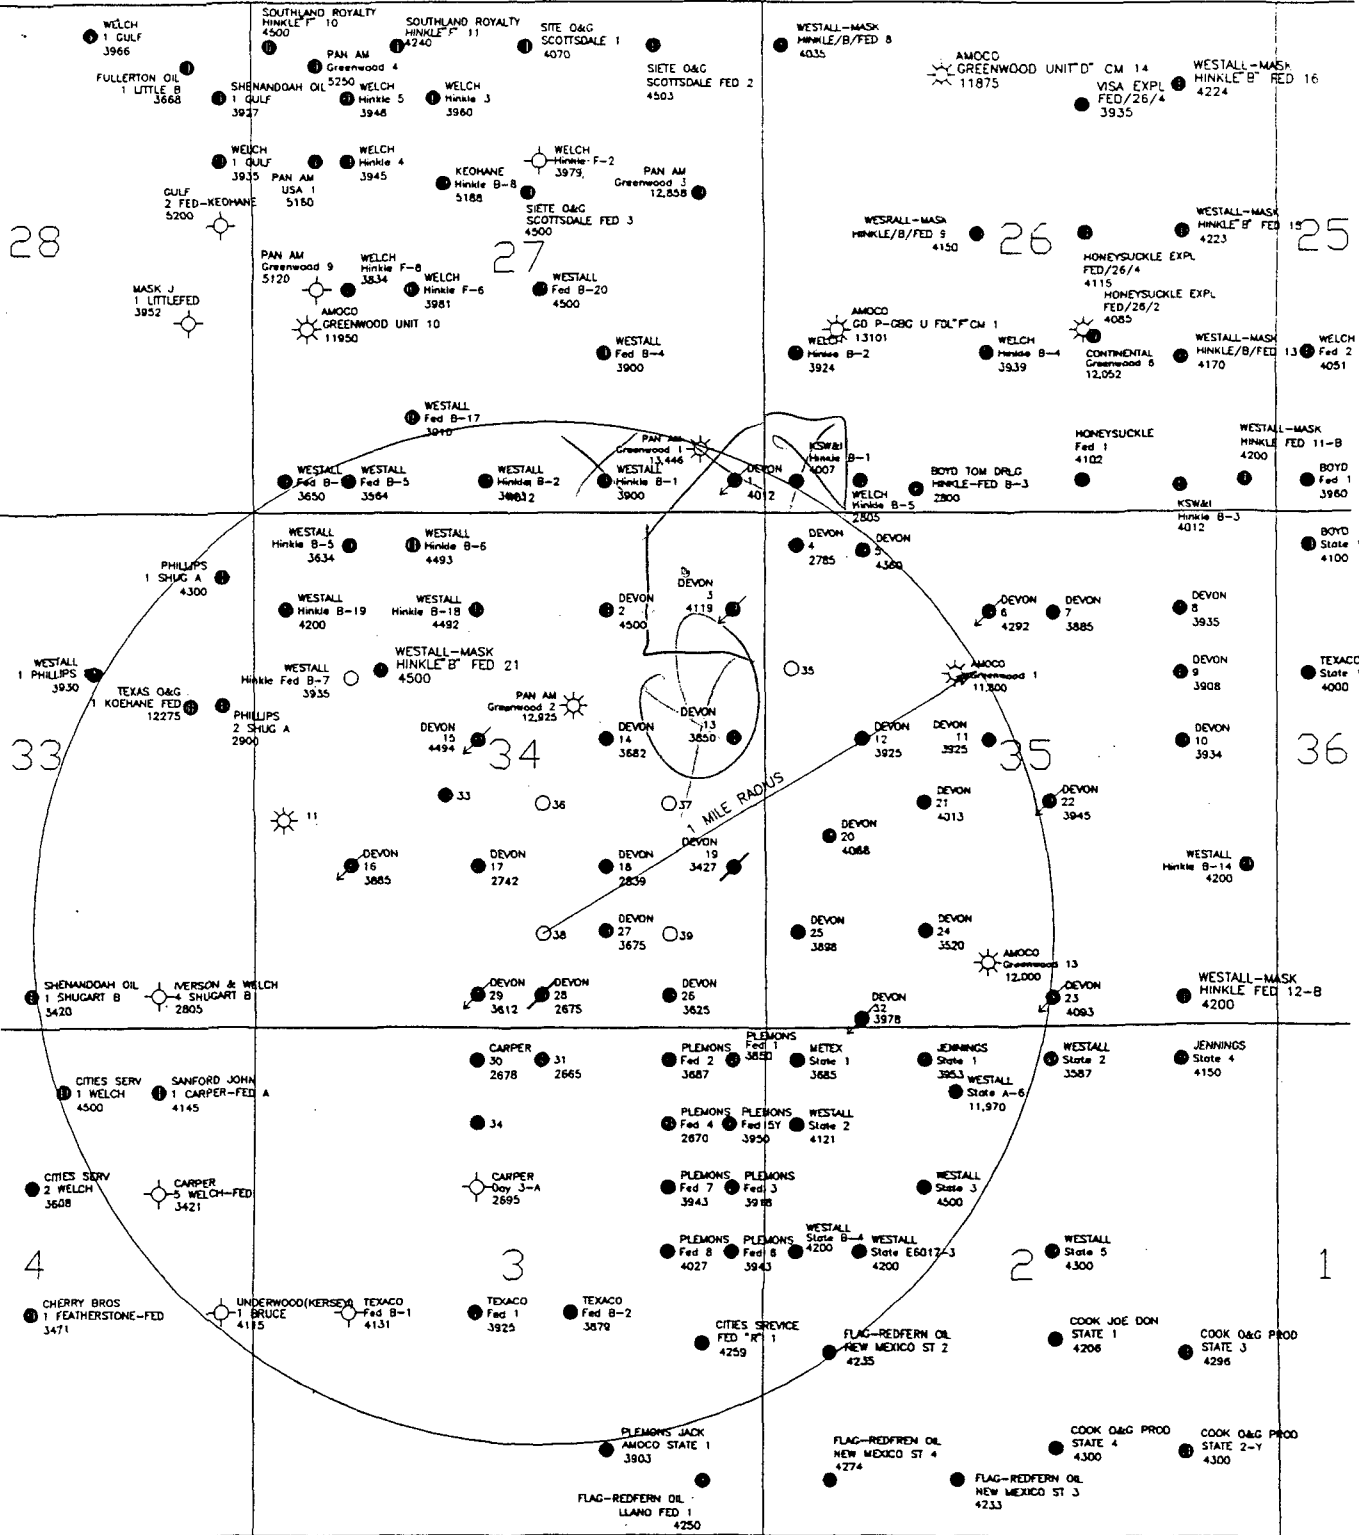 WELCH
1 GULF
3966
SOUTHLAND ROYALTY
HINKLE "F" 10
4500
SOUTHLAND ROYALTY
HINKLE "F" 11
4240
SITE O&G
SCOTTSDALE 1
4070
SIETE O&G
SCOTTSDALE FED 2
4503
WESTALL-MASK
HINKLE/B/FED 8
4035
AMOCO
GREENWOOD UNIT"D" CM 14
11875
VISA EXPL
FED/26/4
3935
WESTALL-MASK
HINKLE"B" FED 16
4224
FULLERTON OIL
1 LITTLE B
3668
PAN AM
Greenwood 4
5250
SHENANDOAH OIL
1 GULF
3927
WELCH
Hinkle 5
3948
WELCH
Hinkle 3
3960
WELCH
1 GULF
3935
PAN AM
USA 1
5160
WELCH
Hinkle 4
3945
KEOHANE
Hinkle B-8
5188
WELCH
Hinkle F-2
3979
SIETE O&G
SCOTTSDALE FED 3
4500
PAN AM
Greenwood 3
12,858
GULF
2 FED-KEOHANE
5200
28
27
WESRALL-MASK
HINKLE/B/FED 9
4150
26
HONEYSUCKLE EXPL
FED/26/4
4115
WESTALL-MASK
HINKLE"B" FED 15
4223
25
MASK J
1 LITTLEFED
3952
PAN AM
Greenwood 9
5120
WELCH
Hinkle F-8
3834
WELCH
Hinkle F-6
3981
WESTALL
Fed B-20
4500
AMOCO
GREENWOOD UNIT 10
11950
WESTALL
Fed B-4
3900
AMOCO
GO P-GBG U FDL"F"CM 1
13101
WELCH
Hinkle B-2
3924
WELCH
Hinkle B-4
3939
HONEYSUCKLE EXPL
FED/26/2
4085
CONTINENTAL
Greenwood 6
12,052
WESTALL-MASK
HINKLE/B/FED 13
4170
WELCH
Fed 2
4051
WESTALL
Fed B-17
3910
PAN AM
Greenwood 1
13,446
WESTALL
Fed B-
3650
WESTALL
Fed B-5
3564
WESTALL
Hinkle B-2
WESTALL
Hinkle B-1
3900
DEVON
1
4012
KSW&I
Hinkle B-1
4007
WELCH
Hinkle B-5
2805
BOYD TOM DRLG
HINKLE-FED B-3
2800
HONEYSUCKLE
Fed 1
4102
KSW&I
Hinkle B-3
4012
WESTALL-MASK
HINKLE FED 11-B
4200
BOYD
Fed 1
3960
WESTALL
Hinkle B-5
3634
WESTALL
Hinkle B-6
4493
DEVON
4
2785
DEVON
5
4360
BOYD
State
4100
PHILLIPS
1 SHUG A
4300
WESTALL
Hinkle B-19
4200
WESTALL
Hinkle B-18
4492
DEVON
2
4500
DEVON
3
4119
DEVON
6
4292
DEVON
7
3885
DEVON
8
3935
WESTALL
1 PHILLIPS
3930
TEXAS O&G
1 KOEHANE FED
12275
PHILLIPS
2 SHUG A
2900
WESTALL
Hinkle Fed B-7
3935
WESTALL-MASK
HINKLE"B" FED 21
4500
PAN AM
Greenwood 2
12,925
35
AMOCO
Greenwood 1
11,800
DEVON
9
3908
TEXACO
State
4000
33
DEVON
15
4494
34
DEVON
14
3682
DEVON
13
3850
DEVON
12
3925
DEVON
11
3925
35
DEVON
10
3934
36
33
36
37
1 MILE RADIUS
DEVON
21
4013
DEVON
22
3945
11
DEVON
20
4068
DEVON
16
3885
DEVON
17
2742
DEVON
18
2839
DEVON
19
3427
WESTALL
Hinkle B-14
4200
38
DEVON
27
3675
39
DEVON
25
3898
DEVON
24
3520
AMOCO
Greenwood 13
12,000
SHENANDOAH OIL
1 SHUGART B
3420
IVERSON & WELCH
4 SHUGART B
2805
DEVON
29
3612
DEVON
28
2675
DEVON
26
3625
DEVON
32
3978
DEVON
23
4093
WESTALL-MASK
HINKLE FED 12-B
4200
CARPER
30
2678
31
2665
PLEMONS
Fed 2
3687
PLEMONS
Fed 1
3850
METEX
State 1
3685
JENNINGS
State 1
3953
WESTALL
State 2
3587
JENNINGS
State 4
4150
CITIES SERV
1 WELCH
4500
SANFORD JOHN
1 CARPER-FED A
4145
WESTALL
State A-6
11,970
34
PLEMONS
Fed 4
2670
PLEMONS
Fed 5Y
3950
WESTALL
State 2
4121
CITIES SERV
2 WELCH
3608
CARPER
5 WELCH-FED
3421
CARPER
Day 3-A
2695
PLEMONS
Fed 7
3943
PLEMONS
Fed 3
3918
WESTALL
State 3
4500
4
3
PLEMONS
Fed 8
4027
PLEMONS
Fed 6
3943
WESTALL
State B-4
4200
WESTALL
State E6017-3
4200
2
WESTALL
State 5
4300
1
CHERRY BROS
1 FEATHERSTONE-FED
3471
UNDERWOOD(KERSEY)
1 BRUCE
4115
TEXACO
Fed B-1
4131
TEXACO
Fed 1
3925
TEXACO
Fed B-2
3879
CITIES SREVICE
FED "R" 1
4259
FLAG-REDFERN OIL
NEW MEXICO ST 2
4235
COOK JOE DON
STATE 1
4206
COOK O&G PROD
STATE 3
4296
PLEMONS JACK
AMOCO STATE 1
3903
FLAG-REDFREN OIL
NEW MEXICO ST 4
4274
COOK O&G PROD
STATE 4
4300
COOK O&G PROD
STATE 2-Y
4300
FLAG-REDFERN OIL
LLANO FED 1
4250
FLAG-REDFERN OIL
NEW MEXICO ST 3
4233